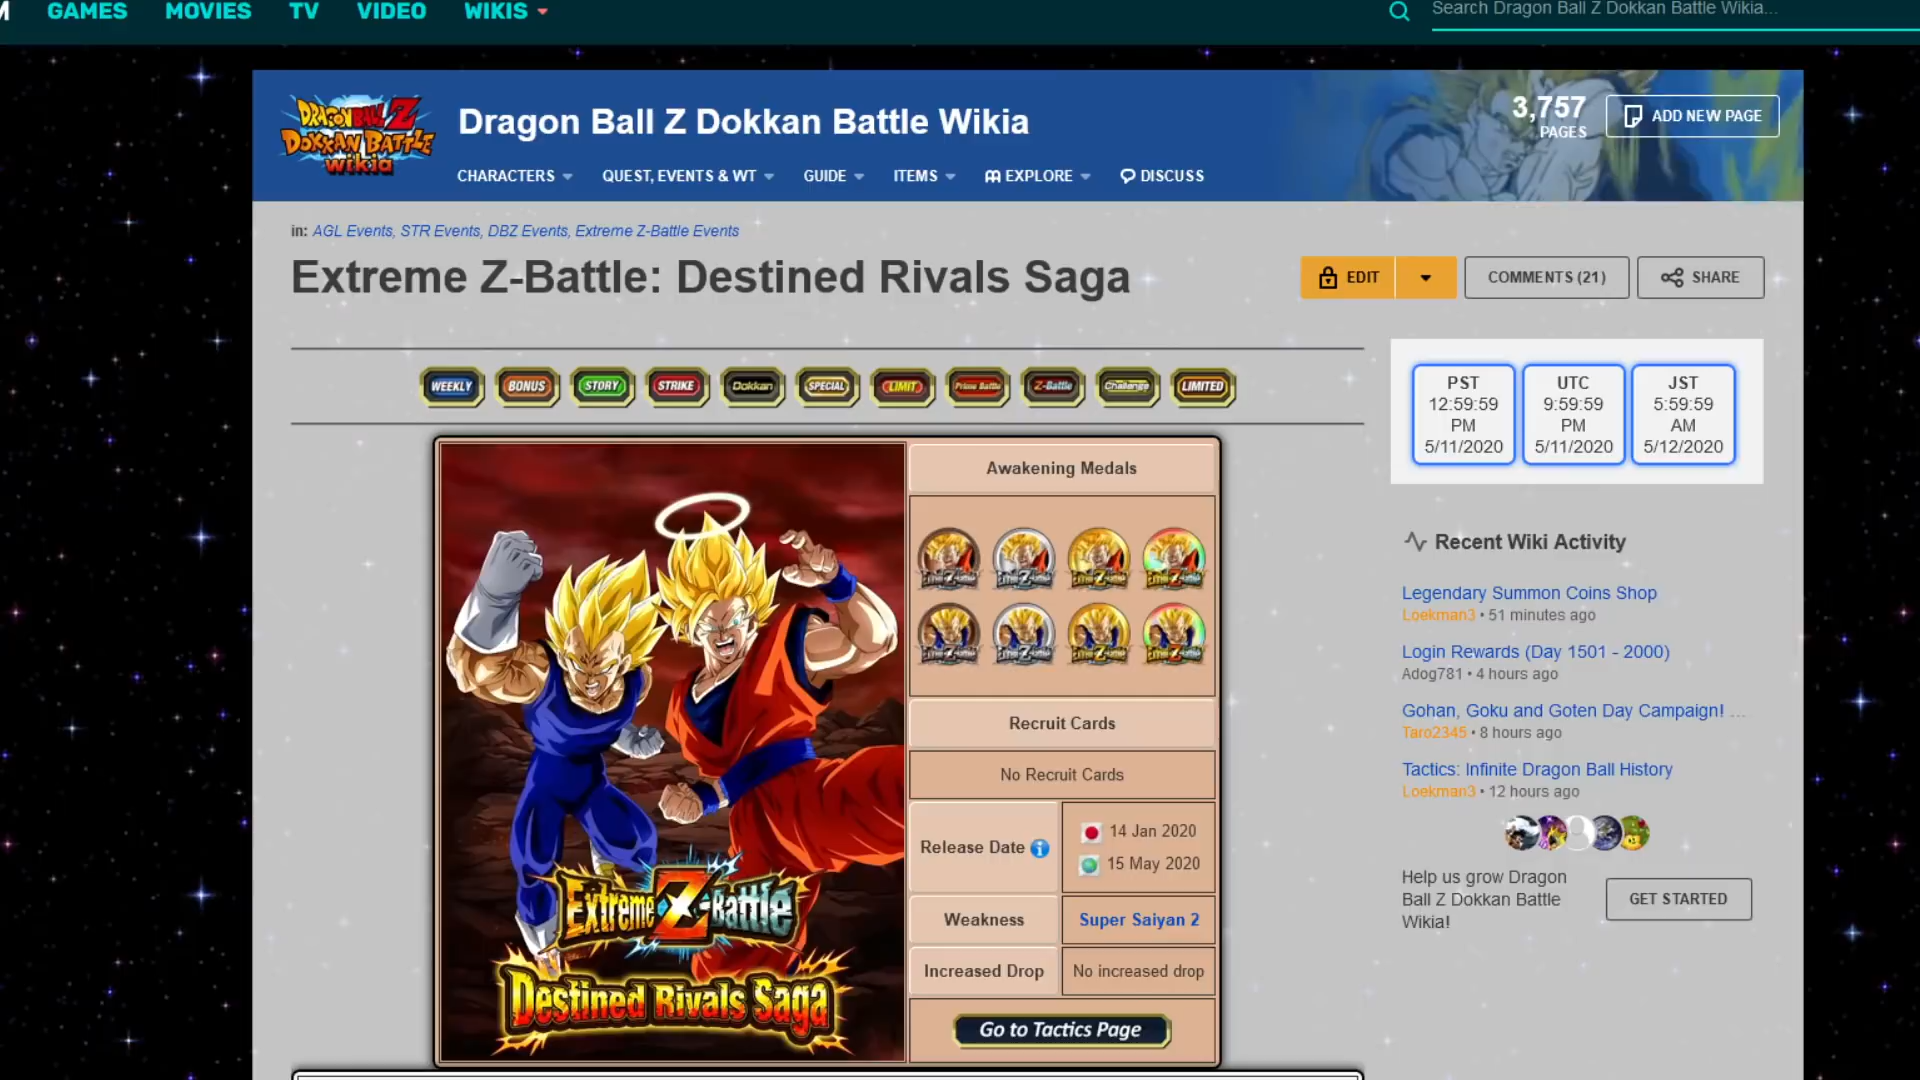 M GAMES MOVIES TV VIDEO WIKIS
Search Dragon Ball Z Dokkan Battle Wikia...
DRAGON BALL Z
DOKKAN BATTLE
wikia
Dragon Ball Z Dokkan Battle Wikia
3,757
PAGES
ADD NEW PAGE
CHARACTERS QUEST, EVENTS & WT GUIDE ITEMS EXPLORE DISCUSS
in: AGL Events, STR Events, DBZ Events, Extreme Z-Battle Events
Extreme Z-Battle: Destined Rivals Saga
EDIT
COMMENTS (21)
SHARE
WEEKLY BONUS STORY STRIKE Dokkan SPECIAL LIMIT Prime Battle Z-Battle Challenge LIMITED
PST
12:59:59
PM
5/11/2020
UTC
9:59:59
PM
5/11/2020
JST
5:59:59
AM
5/12/2020
Awakening Medals
Recruit Cards
No Recruit Cards
Release Date
14 Jan 2020
15 May 2020
Weakness
Super Saiyan 2
Increased Drop
No increased drop
Go to Tactics Page
Extreme Z-Battle
Destined Rivals Saga
Recent Wiki Activity
Legendary Summon Coins Shop
Loekman3 • 51 minutes ago
Login Rewards (Day 1501 - 2000)
Adog781 • 4 hours ago
Gohan, Goku and Goten Day Campaign! ...
Taro2345 • 8 hours ago
Tactics: Infinite Dragon Ball History
Loekman3 • 12 hours ago
Help us grow Dragon
Ball Z Dokkan Battle
Wikia!
GET STARTED